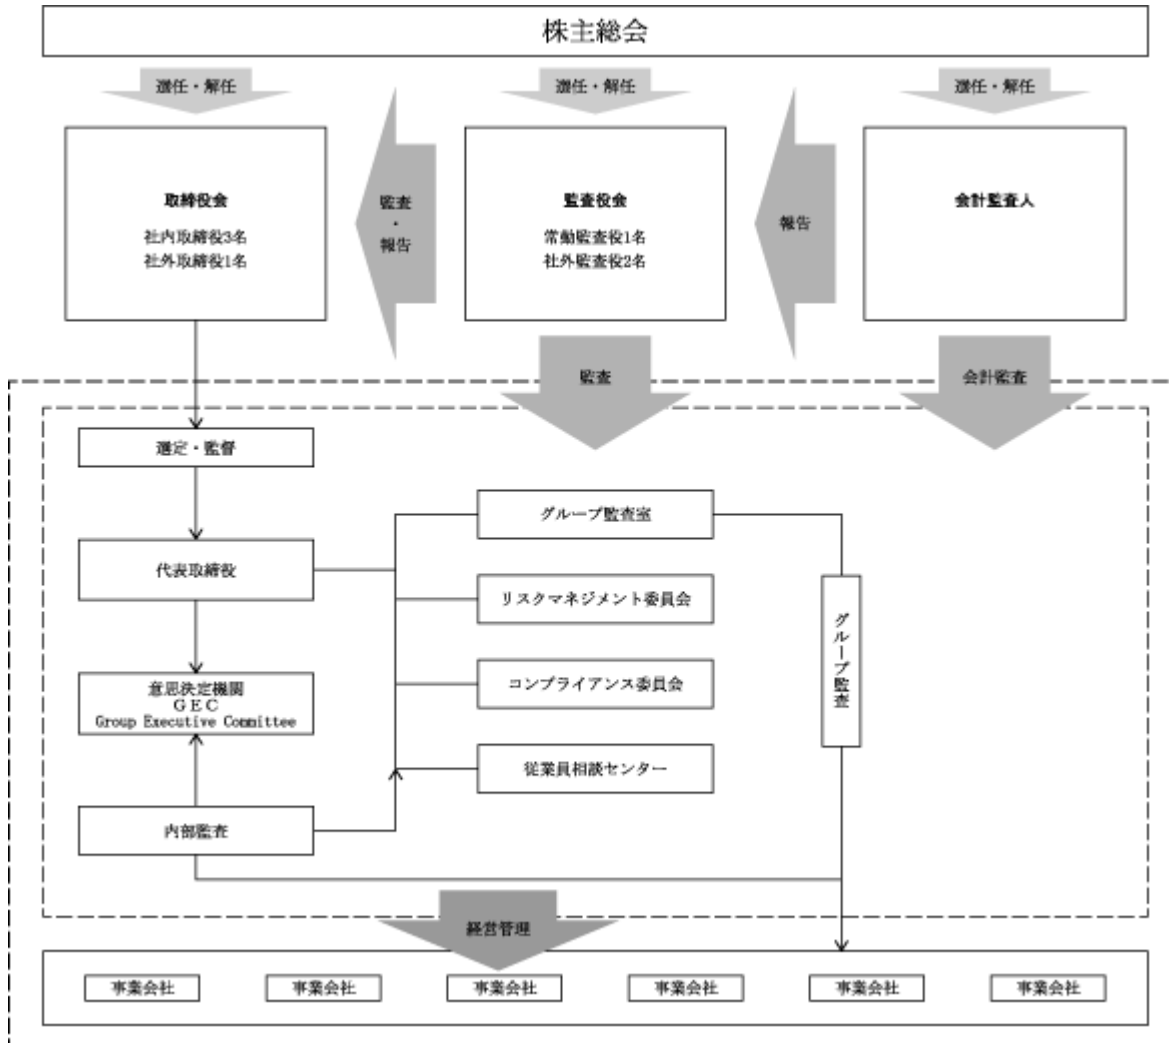 株主総会
選任・解任
選任・解任
選任・解任
取締役会
社内取締役3名
社外取締役1名
監査
・
報告
監査役会
常勤監査役1名
社外監査役2名
報告
会計監査人
監査
会計監査
選定・監督
代表取締役
意思決定機関
GEC
Group Executive Committee
内部監査
グループ監査室
リスクマネジメント委員会
コンプライアンス委員会
従業員相談センター
グループ監査
経営管理
事業会社
事業会社
事業会社
事業会社
事業会社
事業会社